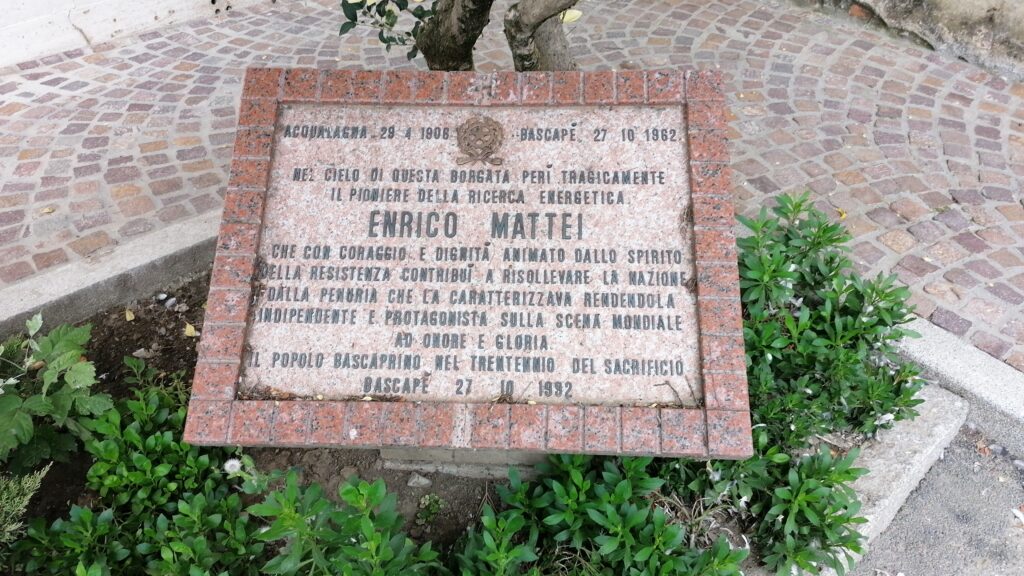 ACQUALAGNA. 29 4 1906. BASCAPÈ. 27 10 1962.
NEL CIELO DI QUESTA BORGATA PERÌ TRAGICAMENTE
IL PIONIERE DELLA RICERCA ENERGETICA.
ENRICO MATTEI
CHE CON CORAGGIO. E DIGNITÀ ANIMATO DALLO SPIRITO
DELLA RESISTENZA CONTRIBUÌ A RISOLLEVARE LA NAZIONE
DALLA PENURIA CHE LA CARATTERIZZAVA RENDENDOLA
INDIPENDENTE E PROTAGONISTA SULLA SCENA MONDIALE
AD ONORE E GLORIA
IL POPOLO BASCAPRINO NEL TRENTENNIO DEL SACRIFICIO
BASCAPÈ 27 10 1992